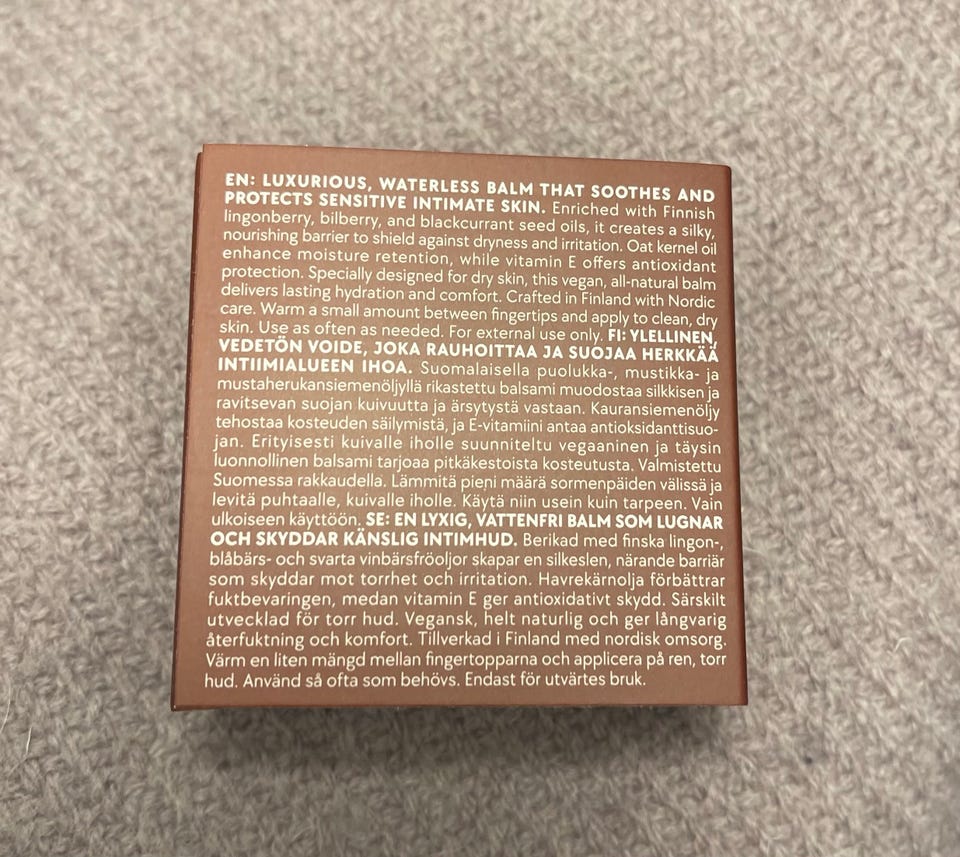 EN: LUXURIOUS, WATERLESS BALM THAT SOOTHES AND
PROTECTS SENSITIVE INTIMATE SKIN. Enriched with Finnish
lingonberry, bilberry, and blackcurrant seed oils, it creates a silky,
nourishing barrier to shield against dryness and irritation. Oat kernel oil
enhance moisture retention, while vitamin E offers antioxidant
protection. Specially designed for dry skin, this vegan, all-natural balm
delivers lasting hydration and comfort. Crafted in Finland with Nordic
care. Warm a small amount between fingertips and apply to clean, dry
skin. Use as often as needed. For external use only. FI: YLELLINEN,
VEDETÖN VOIDE, JOKA RAUHOITTAA JA SUOJAA HERKKÄÄ
INTIIMIALUEEN IHOA. Suomalaisella puolukka-, mustikka- ja
mustaherukansiemenöljyllä rikastettu balsami muodostaa silkkisen ja
ravitsevan suojan kuivuutta ja ärsytystä vastaan. Kauransiemenöljy
tehostaa kosteuden säilymistä, ja E-vitamiini antaa antioksidanttisuo-
jan. Erityisesti kuivalle iholle suunniteltu vegaaninen ja täysin
luonnollinen balsami tarjoaa pitkäkestoista kosteutusta. Valmistettu
Suomessa rakkaudella. Lämmitä pieni määrä sormenpäiden välissä ja
levitä puhtaalle, kuivalle iholle. Käytä niin usein kuin tarpeen. Vain
ulkoiseen käyttöön. SE: EN LYXIG, VATTENFRI BALM SOM LUGNAR
OCH SKYDDAR KÄNSLIG INTIMHUD. Berikad med finska lingon-,
blåbärs- och svarta vinbärsfröoljor skapar en silkeslen, närande barriär
som skyddar mot torrhet och irritation. Havrekärnolja förbättrar
fuktbevaringen, medan vitamin E ger antioxidativt skydd. Särskilt
utvecklad för torr hud. Vegansk, helt naturlig och ger långvarig
återfuktning och komfort. Tillverkad i Finland med nordisk omsorg.
Värm en liten mängd mellan fingertopparna och applicera på ren, torr
hud. Använd så ofta som behövs. Endast för utvärtes bruk.